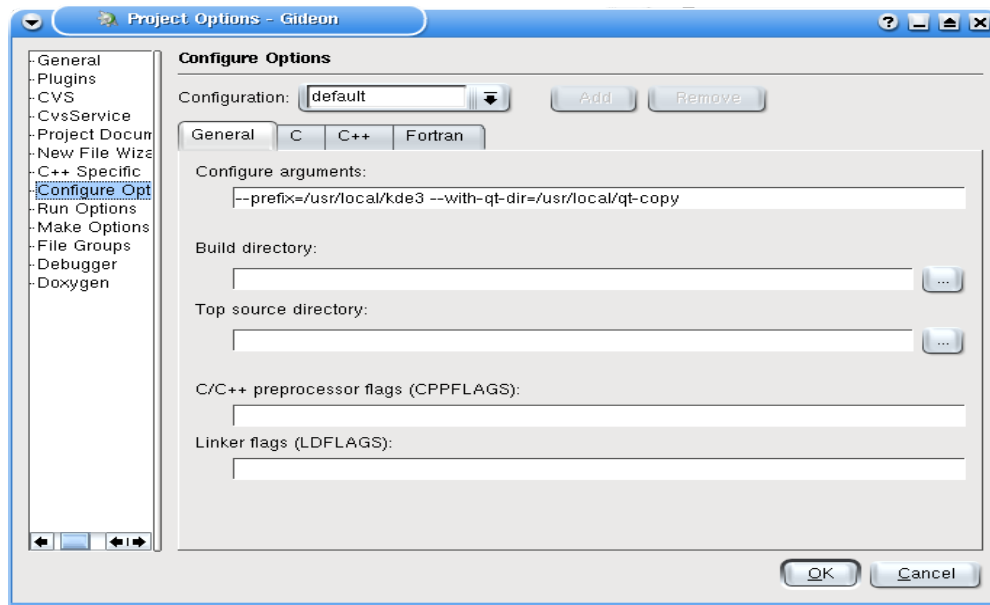 Project Options - Gideon
?
General
Plugins
CVS
CvsService
Project Docum
New File Wiza
C++ Specific
Configure Opt
Run Options
Make Options
File Groups
Debugger
Doxygen
Configure Options
Configuration: default Add Remove
General C C++ Fortran
Configure arguments:
--prefix=/usr/local/kde3 --with-qt-dir=/usr/local/qt-copy
Build directory:
...
Top source directory:
...
C/C++ preprocessor flags (CPPFLAGS):
Linker flags (LDFLAGS):
OK Cancel